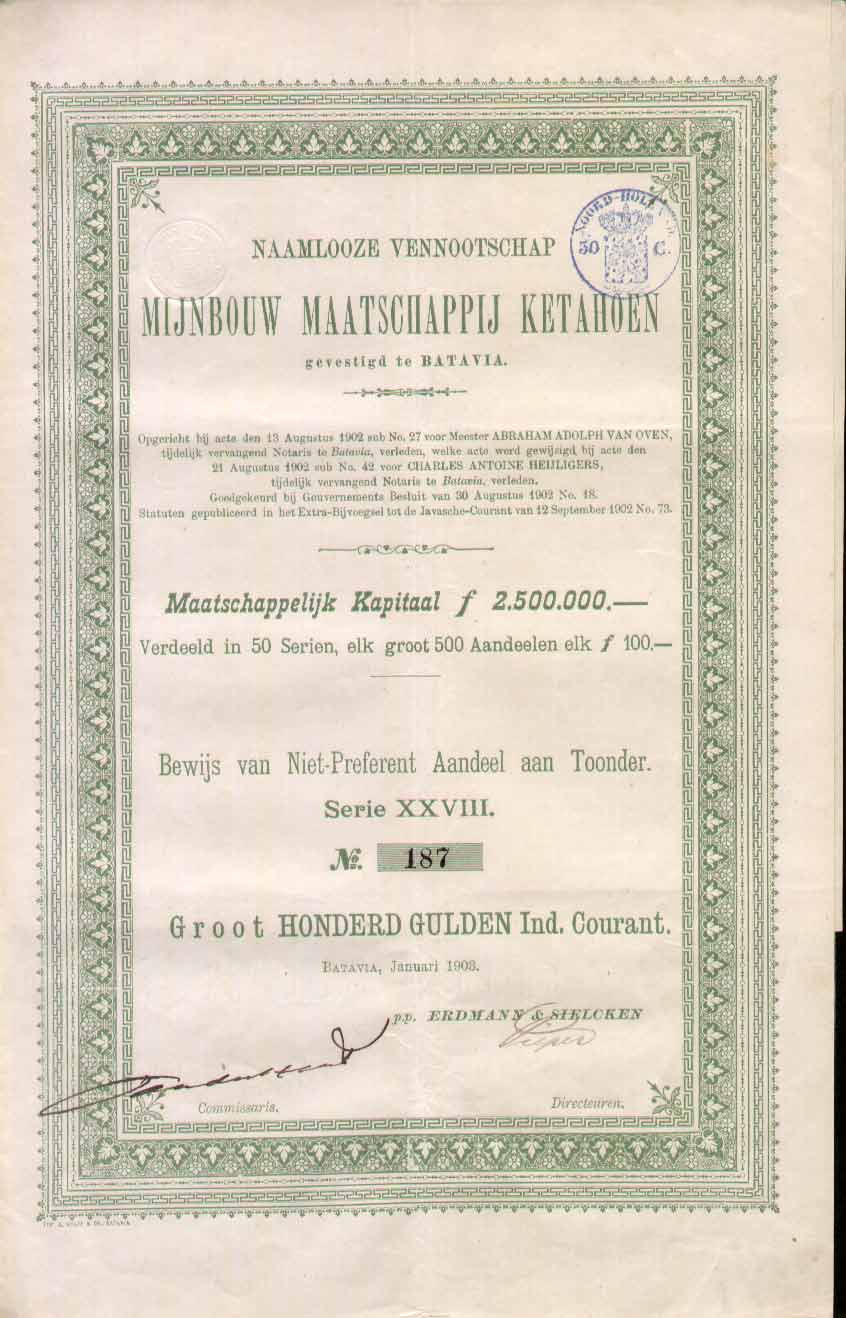 NAAMLOOZE VENNOOTSCHAP
NOORD-HOLL
50 C.
MIJNBOUW MAATSCHAPPIJ KETAHOEN
gevestigd te BATAVIA.
Opgericht bij acte den 13 Augustus 1902 sub No. 27 voor Meester ABRAHAM ADOLPH VAN OVEN,
tijdelijk vervangend Notaris te Batavia, verleden, welke acte werd gewijzigd bij acte den
21 Augustus 1902 sub No. 42 voor CHARLES ANTOINE HEIJLIGERS,
tijdelijk vervangend Notaris te Batavia, verleden.
Goedgekeurd bij Gouvernements Besluit van 30 Augustus 1902 No. 18.
Statuten gepubliceerd in het Extra-Bijvoegsel tot de Javasche-Courant van 12 September 1902 No. 73.
Maatschappelijk Kapitaal f 2.500.000.—
Verdeeld in 50 Serien, elk groot 500 Aandeelen elk f 100.—
Bewijs van Niet-Preferent Aandeel aan Toonder.
Serie XXVIII.
No. 187
Groot HONDERD GULDEN Ind. Courant.
BATAVIA, Januari 1903.
p.p. ERDMANN & SIELCKEN
Commissaris.
Directeuren.